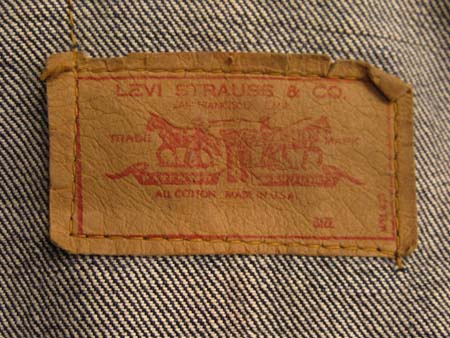 LEVI STRAUSS & CO.
SAN FRANCISCO CAL.
TRADE MARK
ALL COTTON MADE IN U.S.A.
SIZE